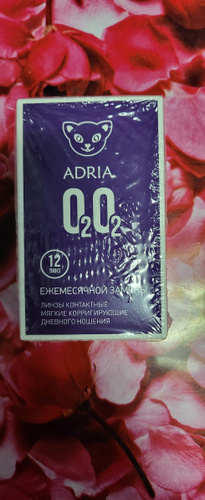 ADRIA
O2O2
12
ЛИНЗ
ЕЖЕМЕСЯЧНОЙ ЗАМЕНЫ
ЛИНЗЫ КОНТАКТНЫЕ
МЯГКИЕ КОРРИГИРУЮЩИЕ
ДНЕВНОГО НОШЕНИЯ